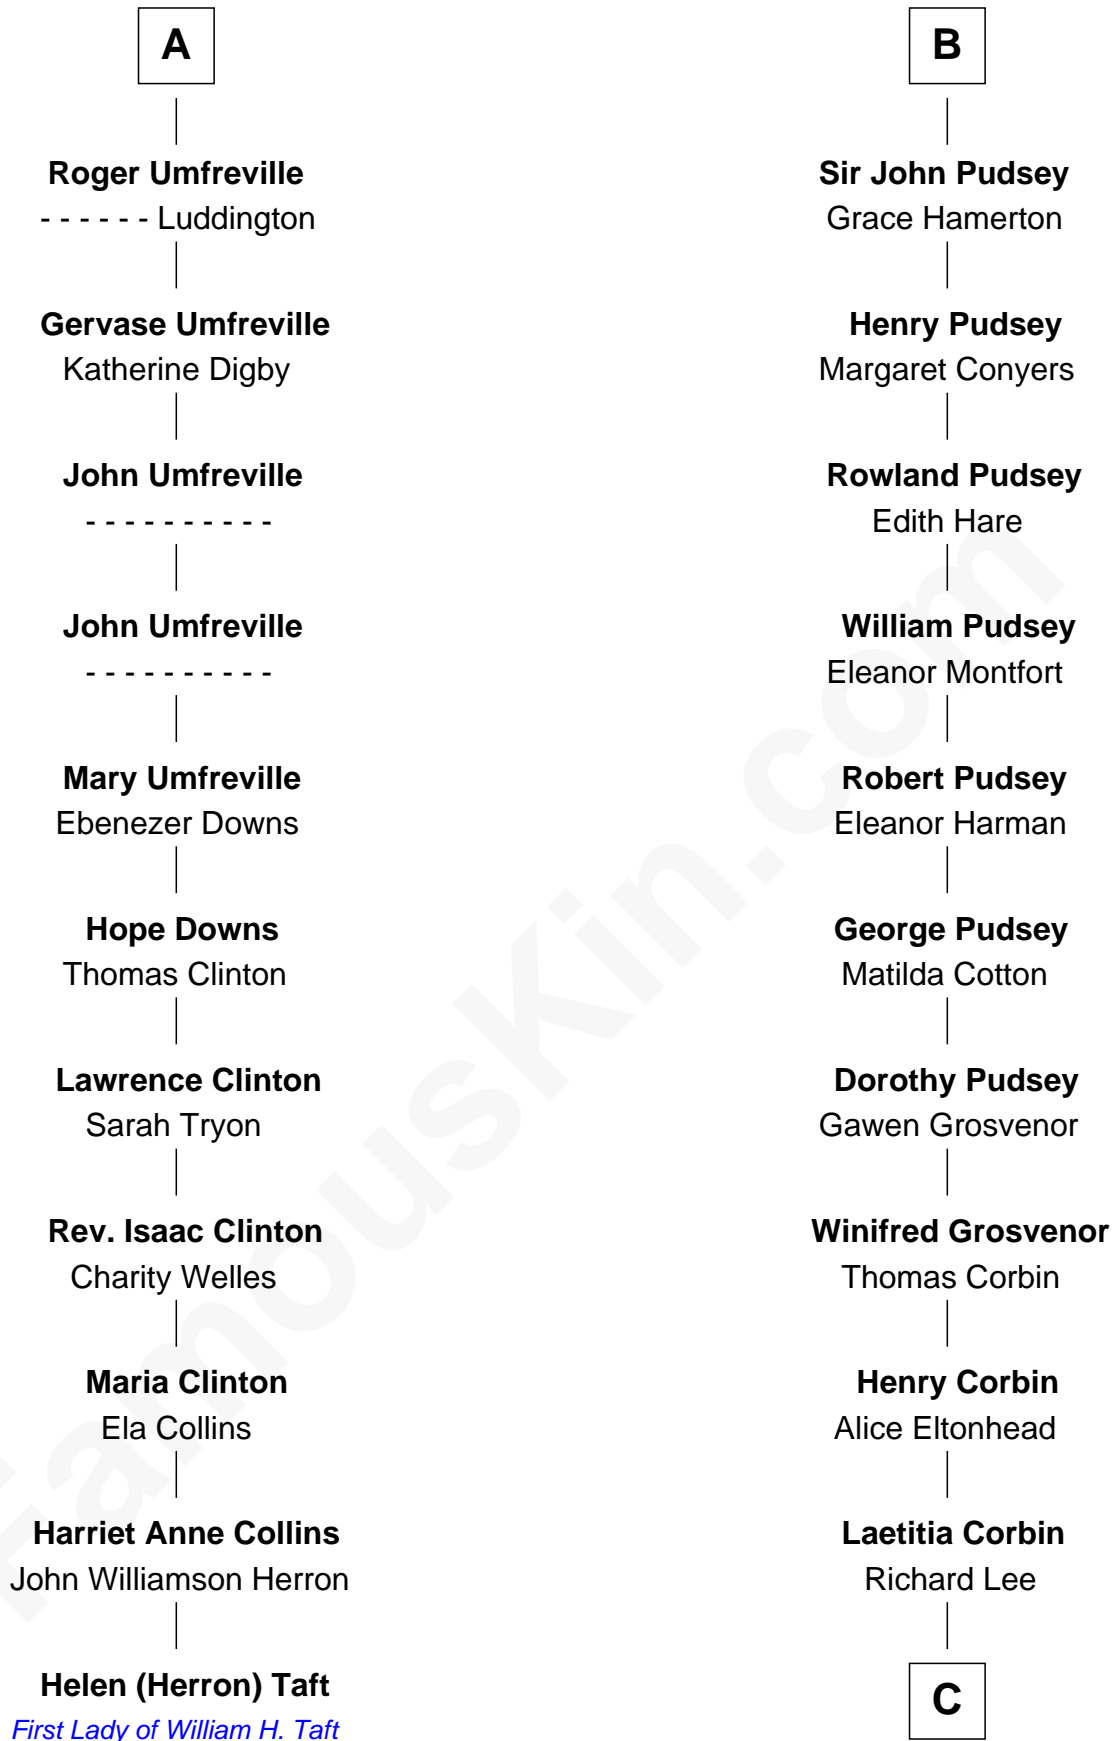 A
Roger Umfreville
- - - - - - Luddington
Gervase Umfreville
Katherine Digby
John Umfreville
- - - - - - - - - -
John Umfreville
- - - - - - - - - -
Mary Umfreville
Ebenezer Downs
Hope Downs
Thomas Clinton
Lawrence Clinton
Sarah Tryon
Rev. Isaac Clinton
Charity Welles
Maria Clinton
Ela Collins
Harriet Anne Collins
John Williamson Herron
Helen (Herron) Taft
First Lady of William H. Taft
B
Sir John Pudsey
Grace Hamerton
Henry Pudsey
Margaret Conyers
Rowland Pudsey
Edith Hare
William Pudsey
Eleanor Montfort
Robert Pudsey
Eleanor Harman
George Pudsey
Matilda Cotton
Dorothy Pudsey
Gawen Grosvenor
Winifred Grosvenor
Thomas Corbin
Henry Corbin
Alice Eltonhead
Laetitia Corbin
Richard Lee
C
FamousKin.com